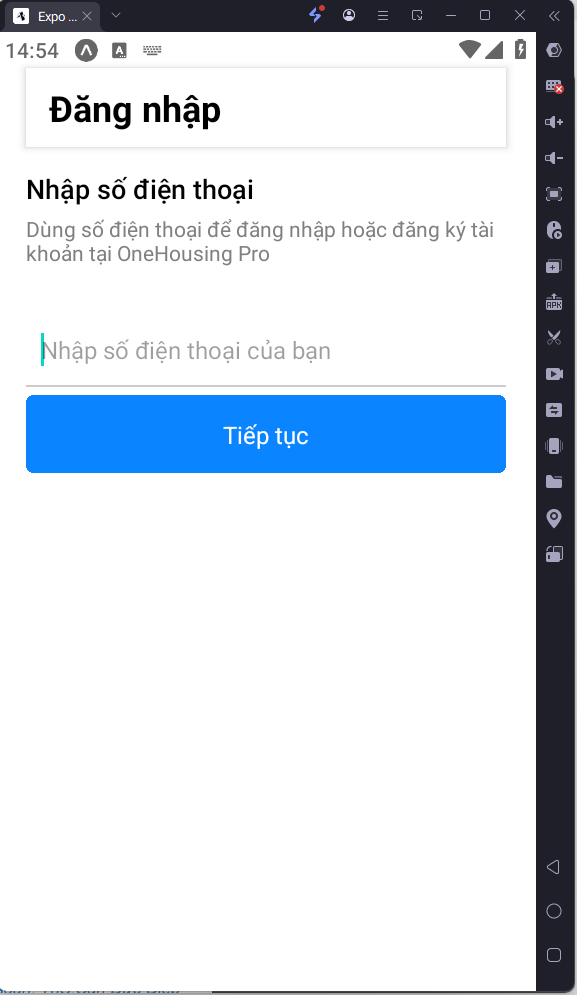 Expo ...
14:54
Đăng nhập
Nhập số điện thoại
Dùng số điện thoại để đăng nhập hoặc đăng ký tài
khoản tại OneHousing Pro
Nhập số điện thoại của bạn
Tiếp tục
APK